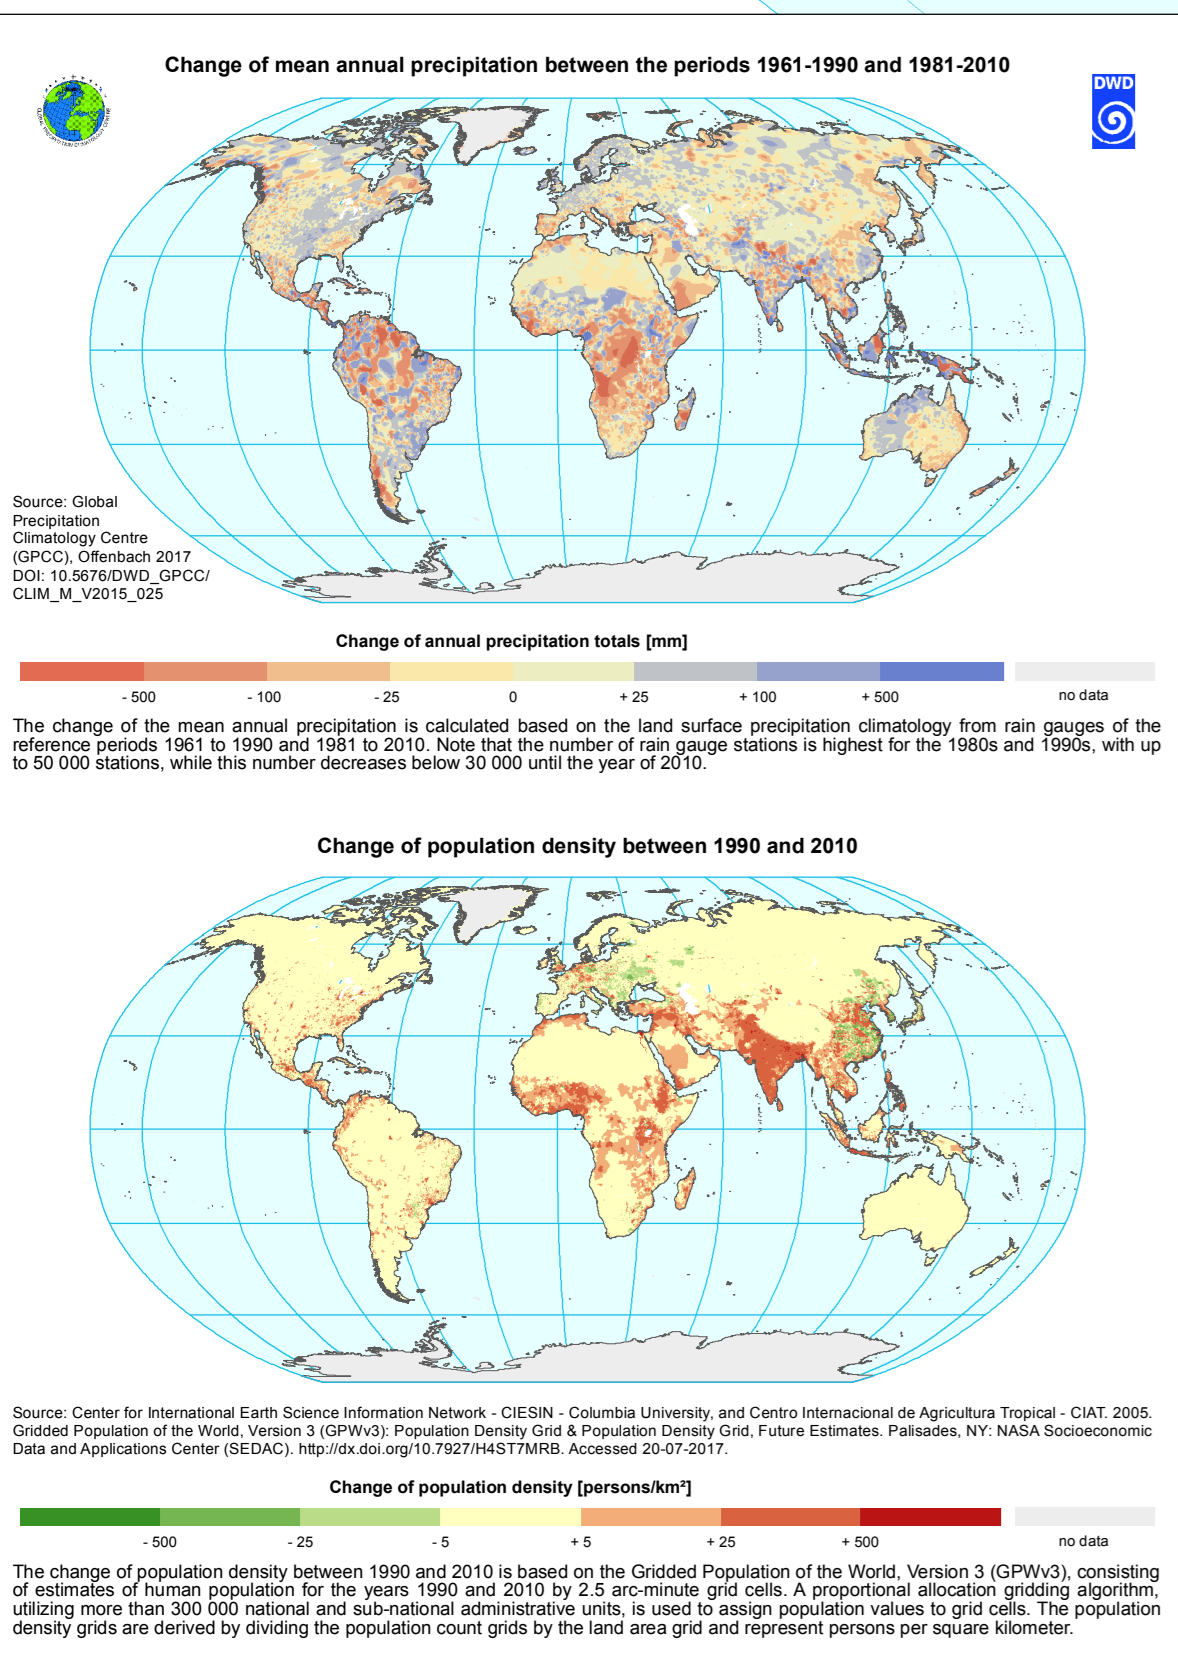 Change of mean annual precipitation between the periods 1961-1990 and 1981-2010
DWD
Source: Global
Precipitation
Climatology Centre
(GPCC), Offenbach 2017
DOI: 10.5676/DWD_GPCC/
CLIM_M_V2015_025
Change of annual precipitation totals [mm]
- 500 - 100 - 25 0 + 25 + 100 + 500 no data
The change of the mean annual precipitation is calculated based on the land surface precipitation climatology from rain gauges of the
reference periods 1961 to 1990 and 1981 to 2010. Note that the number of rain gauge stations is highest for the 1980s and 1990s, with up
to 50 000 stations, while this number decreases below 30 000 until the year of 2010.
Change of population density between 1990 and 2010
Source: Center for International Earth Science Information Network - CIESIN - Columbia University, and Centro Internacional de Agricultura Tropical - CIAT. 2005.
Gridded Population of the World, Version 3 (GPWv3): Population Density Grid & Population Density Grid, Future Estimates. Palisades, NY: NASA Socioeconomic
Data and Applications Center (SEDAC). http://dx.doi.org/10.7927/H4ST7MRB. Accessed 20-07-2017.
Change of population density [persons/km²]
- 500 - 25 - 5 + 5 + 25 + 500 no data
The change of population density between 1990 and 2010 is based on the Gridded Population of the World, Version 3 (GPWv3), consisting
of estimates of human population for the years 1990 and 2010 by 2.5 arc-minute grid cells. A proportional allocation gridding algorithm,
utilizing more than 300 000 national and sub-national administrative units, is used to assign population values to grid cells. The population
density grids are derived by dividing the population count grids by the land area grid and represent persons per square kilometer.